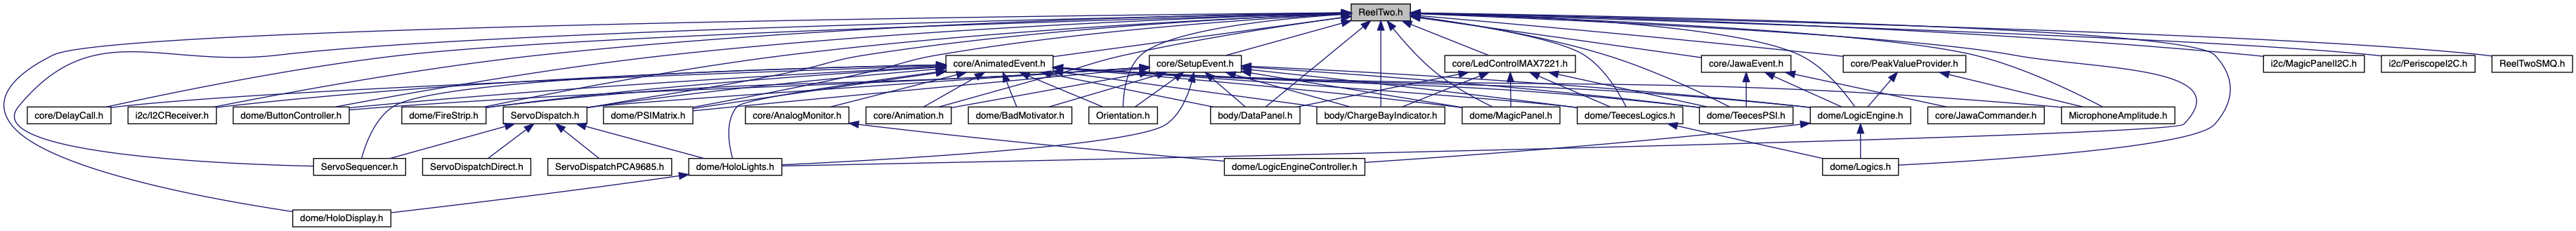 ReelTwo.h
core/AnimatedEvent.h
core/SetupEvent.h
core/LedControlMAX7221.h
core/JawaEvent.h
core/PeakValueProvider.h
i2c/MagicPanelI2C.h
i2c/PeriscopeI2C.h
ReelTwoSMQ.h
core/DelayCall.h
i2c/I2CReceiver.h
dome/ButtonController.h
dome/FireStrip.h
ServoDispatch.h
dome/PSIMatrix.h
core/AnalogMonitor.h
core/Animation.h
dome/BadMotivator.h
Orientation.h
body/DataPanel.h
body/ChargeBayIndicator.h
dome/MagicPanel.h
dome/TeecesLogics.h
dome/TeecesPSI.h
dome/LogicEngine.h
core/JawaCommander.h
MicrophoneAmplitude.h
ServoSequencer.h
ServoDispatchDirect.h
ServoDispatchPCA9685.h
dome/HoloLights.h
dome/LogicEngineController.h
dome/Logics.h
dome/HoloDisplay.h